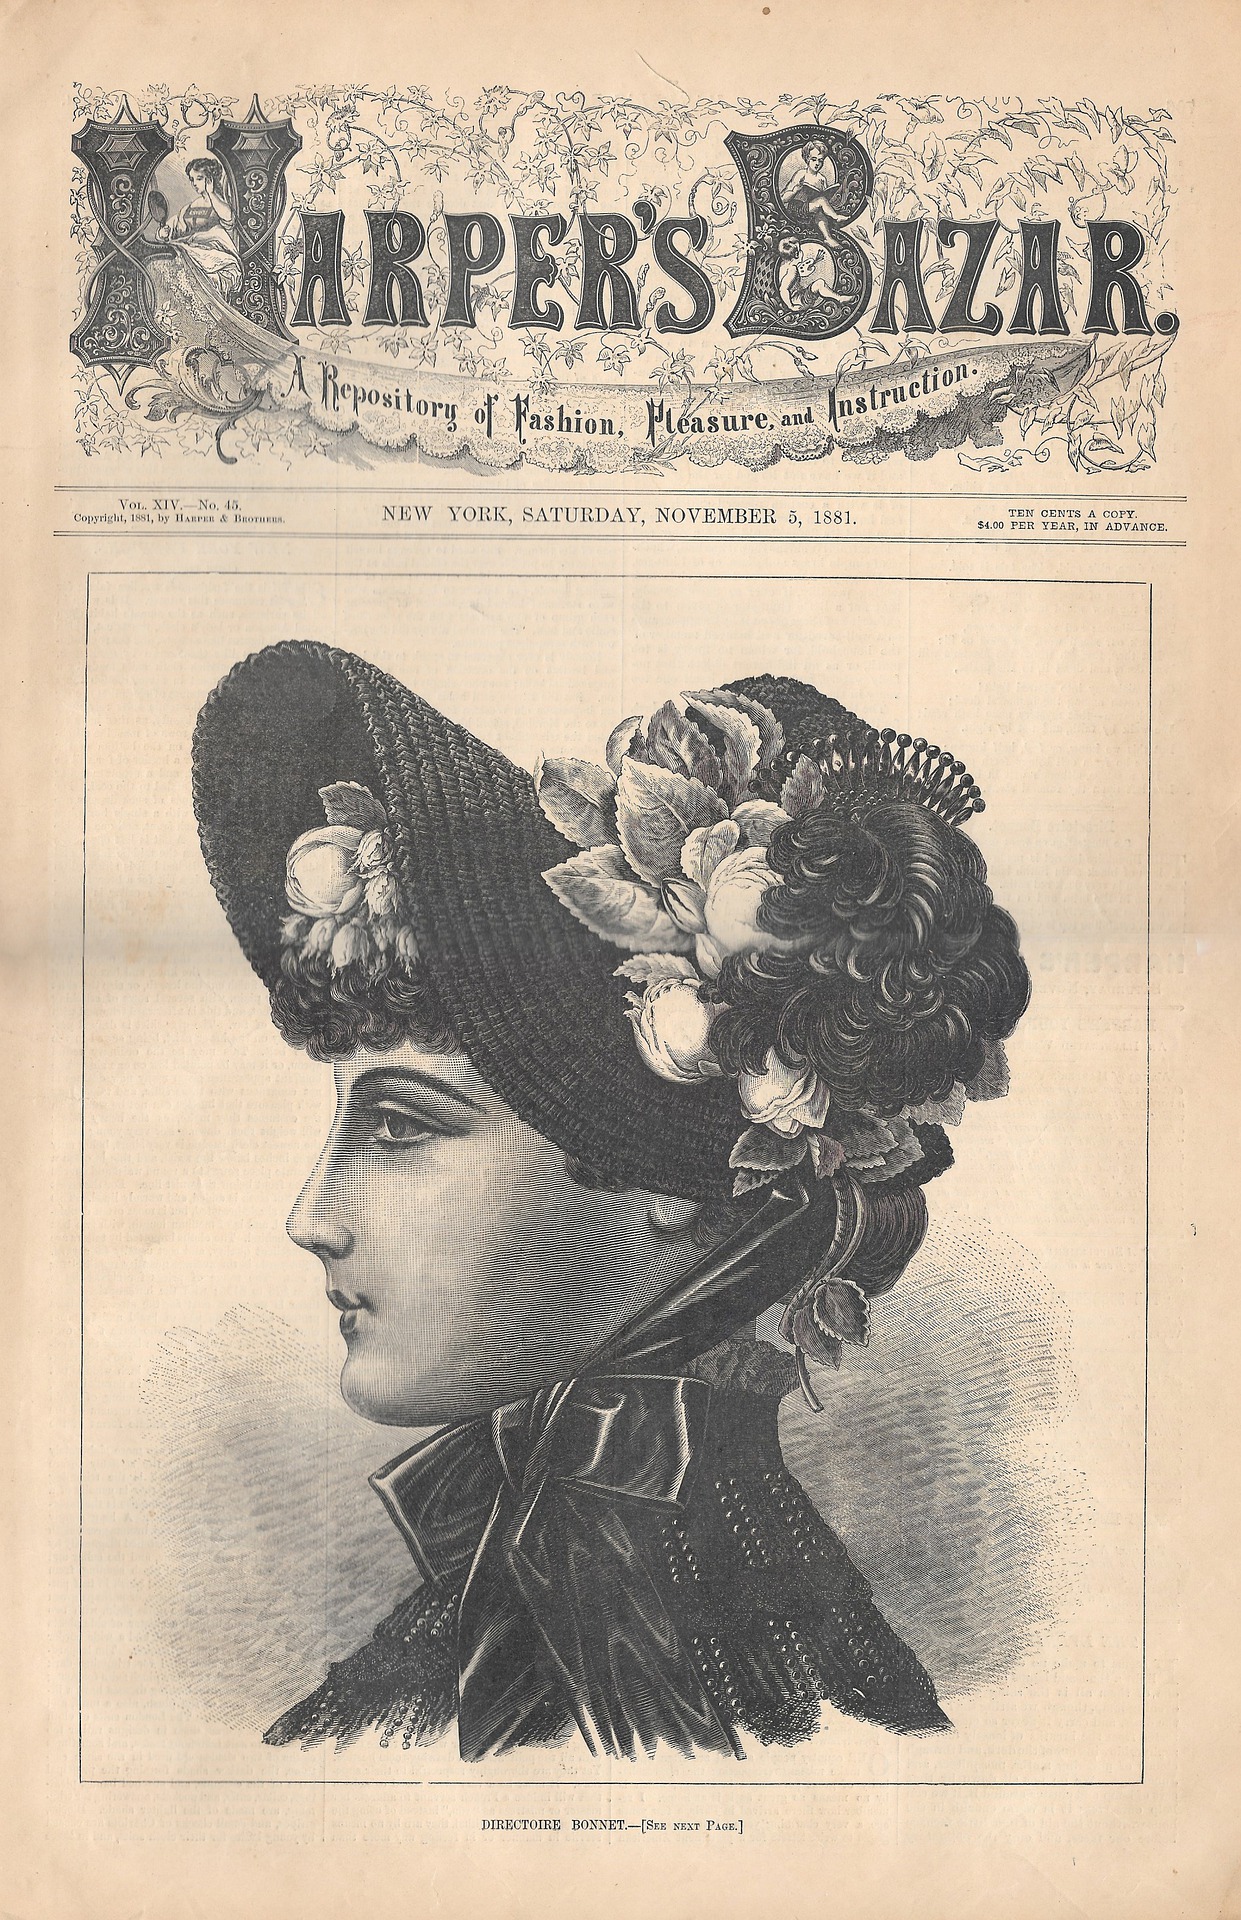 HARPER'S BAZAR.
A Repository of Fashion, Pleasure, and Instruction.
VOL. XIV.—No. 45.
Copyright, 1881, by HARPER & BROTHERS.
NEW YORK, SATURDAY, NOVEMBER 5, 1881.
TEN CENTS A COPY.
$4.00 PER YEAR, IN ADVANCE.
DIRECTOIRE BONNET.—[SEE NEXT PAGE.]